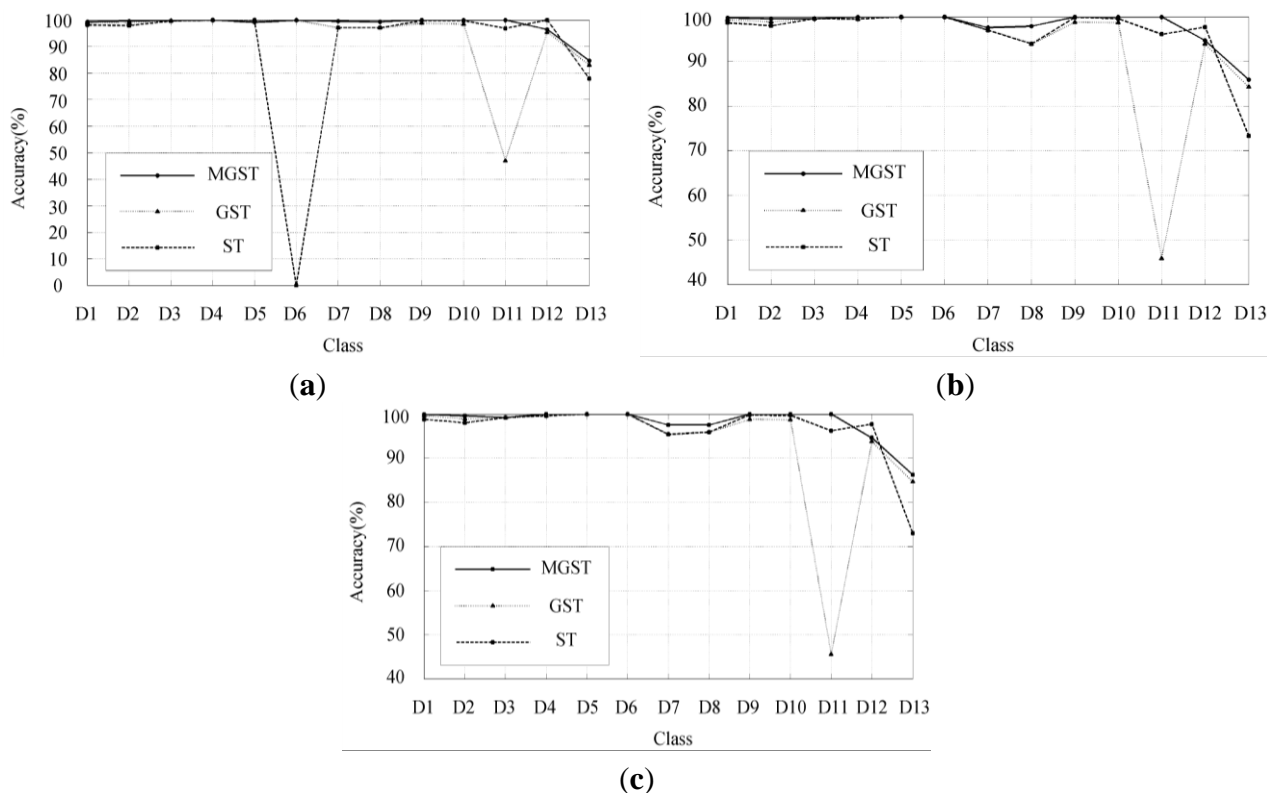 Accuracy(%)
100
90
80
70
60
50
40
30
20
10
0
MGST
GST
ST
D1 D2 D3 D4 D5 D6 D7 D8 D9 D10 D11 D12 D13
Class
(a)
Accuracy(%)
100
90
80
70
60
50
40
MGST
GST
ST
D1 D2 D3 D4 D5 D6 D7 D8 D9 D10 D11 D12 D13
Class
(b)
Accuracy(%)
100
90
80
70
60
50
40
MGST
GST
ST
D1 D2 D3 D4 D5 D6 D7 D8 D9 D10 D11 D12 D13
Class
(c)